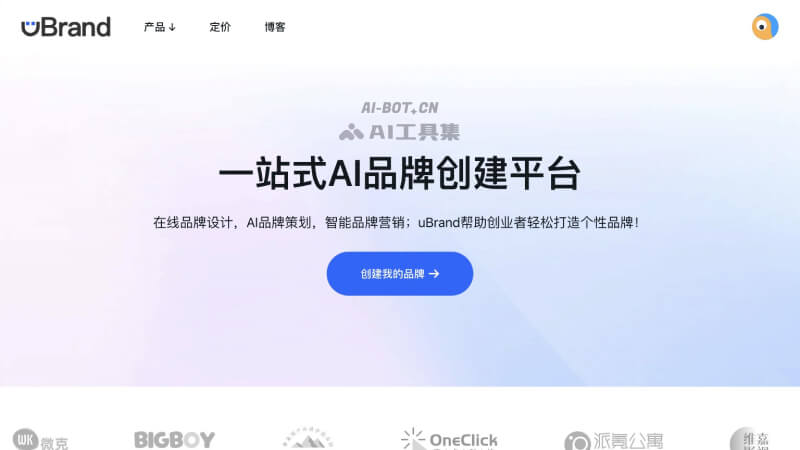 uBrand
产品 ↓
定价
博客
AI-BOT.CN
AI工具集
一站式AI品牌创建平台
在线品牌设计，AI品牌策划，智能品牌营销；uBrand帮助创业者轻松打造个性品牌！
创建我的品牌 →
WK 微克
BIGBOY
OneClick
派寓公寓
维嘉